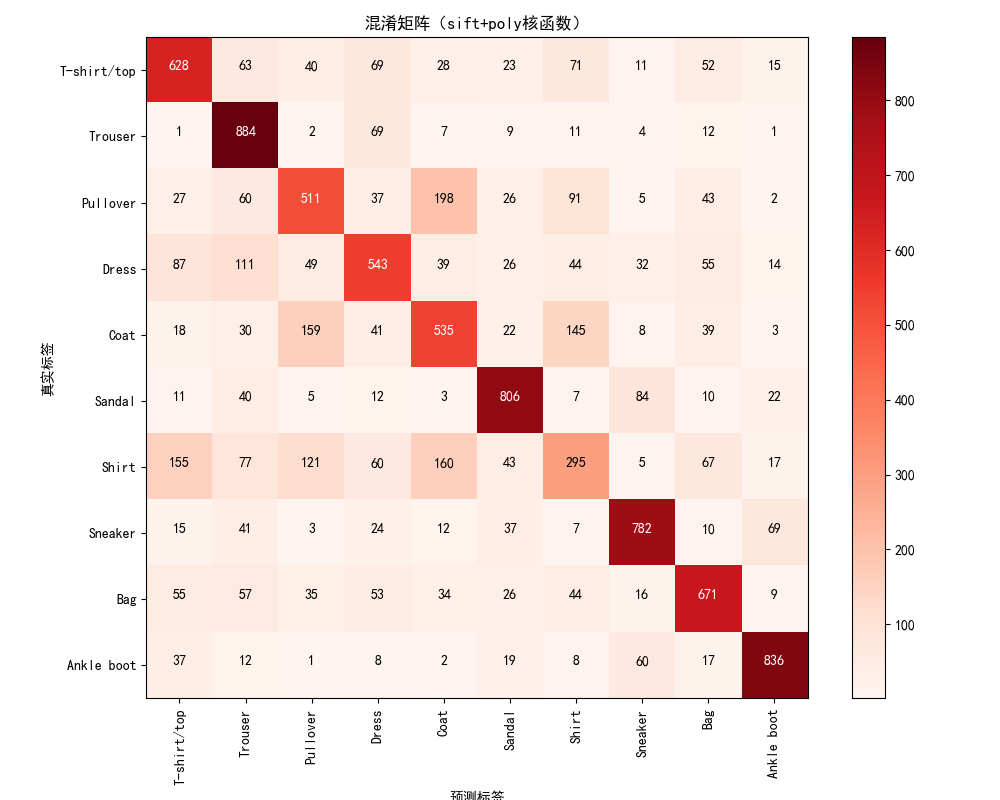 混淆矩阵（sift+poly核函数）
T-shirt/top 628 63 40 69 28 23 71 11 52 15
Trouser 1 884 2 69 7 9 11 4 12 1
Pullover 27 60 511 37 198 26 91 5 43 2
Dress 87 111 49 543 39 26 44 32 55 14
Coat 18 30 159 41 535 22 145 8 39 3
Sandal 11 40 5 12 3 806 7 84 10 22
Shirt 155 77 121 60 160 43 295 5 67 17
Sneaker 15 41 3 24 12 37 7 782 10 69
Bag 55 57 35 53 34 26 44 16 671 9
Ankle boot 37 12 1 8 2 19 8 60 17 836
真实标签
T-shirt/top Trouser Pullover Dress Coat Sandal Shirt Sneaker Bag Ankle boot
预测标签
800
700
600
500
400
300
200
100